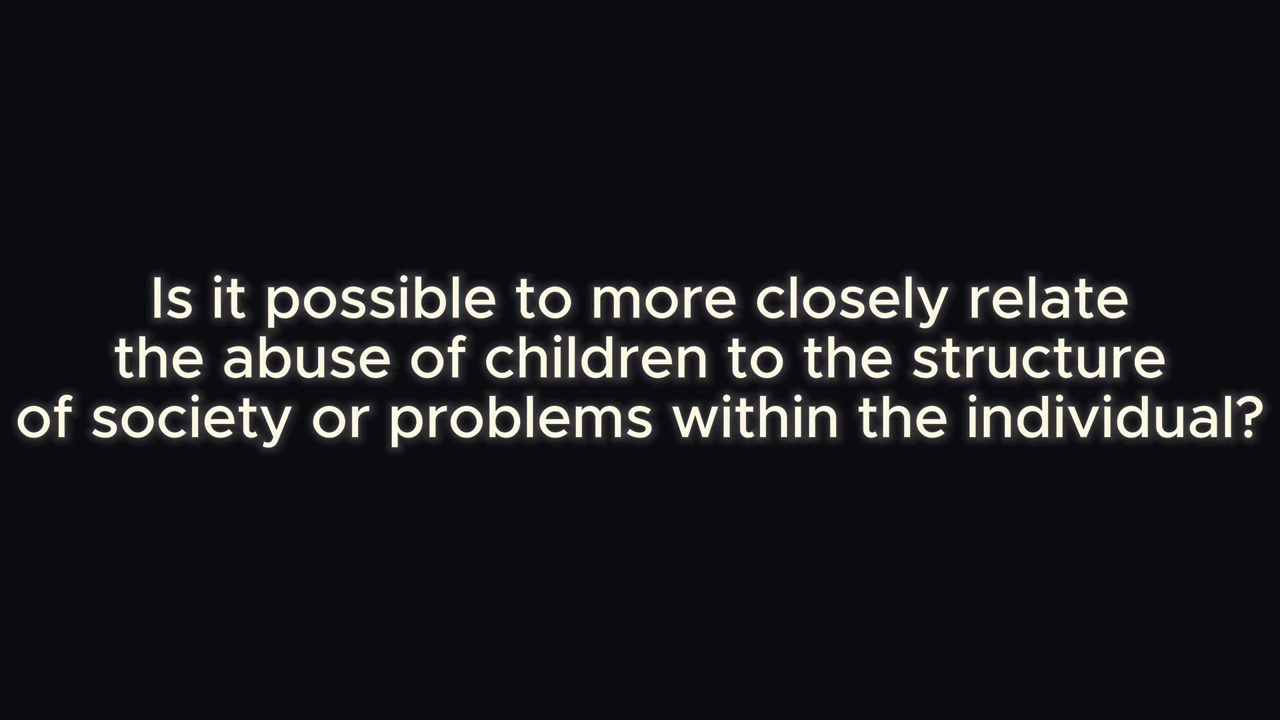 Is it possible to more closely relate
the abuse of children to the structure
of society or problems within the individual?